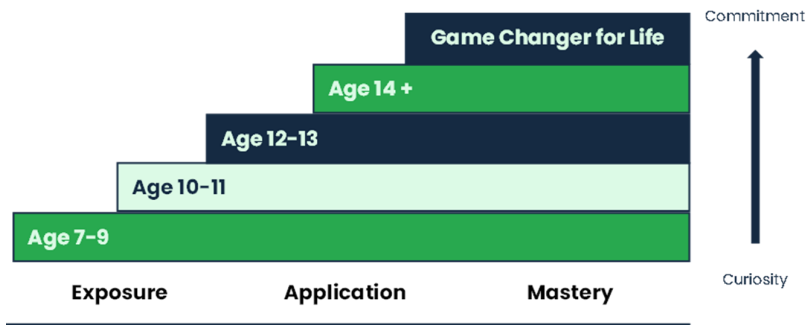 Commitment
Game Changer for Life
Age 14 +
Age 12-13
Age 10-11
Age 7-9
Curiosity
Exposure
Application
Mastery